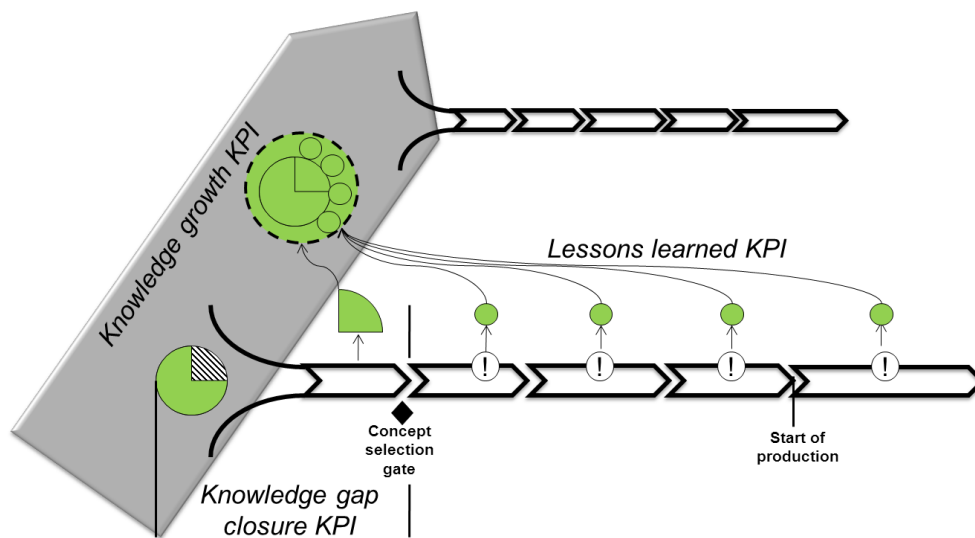 Knowledge growth KPI
Lessons learned KPI
!
!
!
!
Concept
selection
gate
Start of
production
Knowledge gap
closure KPI